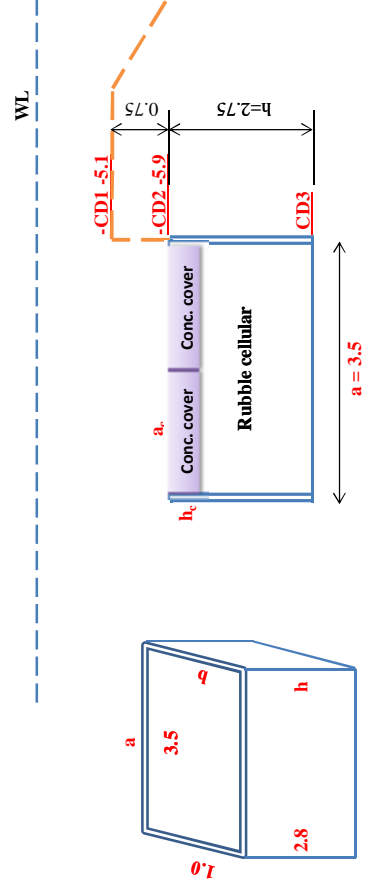 WL
0.75
h=2.75
-CD1 -5.1
-CD2 -5.9
CD3
Conc. cover
Conc. cover
Rubble cellular
ac
hc
a = 3.5
a
3.5
b
h
1.0
2.8